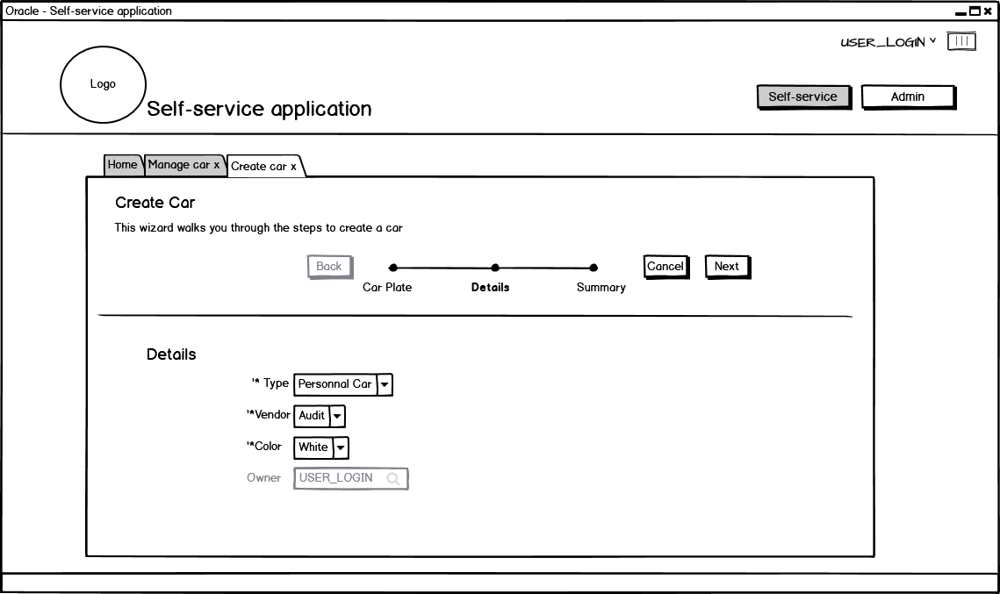 Oracle - Self-service application
USER_LOGIN
Logo
Self-service application
Self-service Admin
Home Manage car x Create car x
Create Car
This wizard walks you through the steps to create a car
Back Cancel Next
Car Plate Details Summary
Details
'* Type Personnal Car
'*Vendor Audit
'*Color White
Owner USER_LOGIN